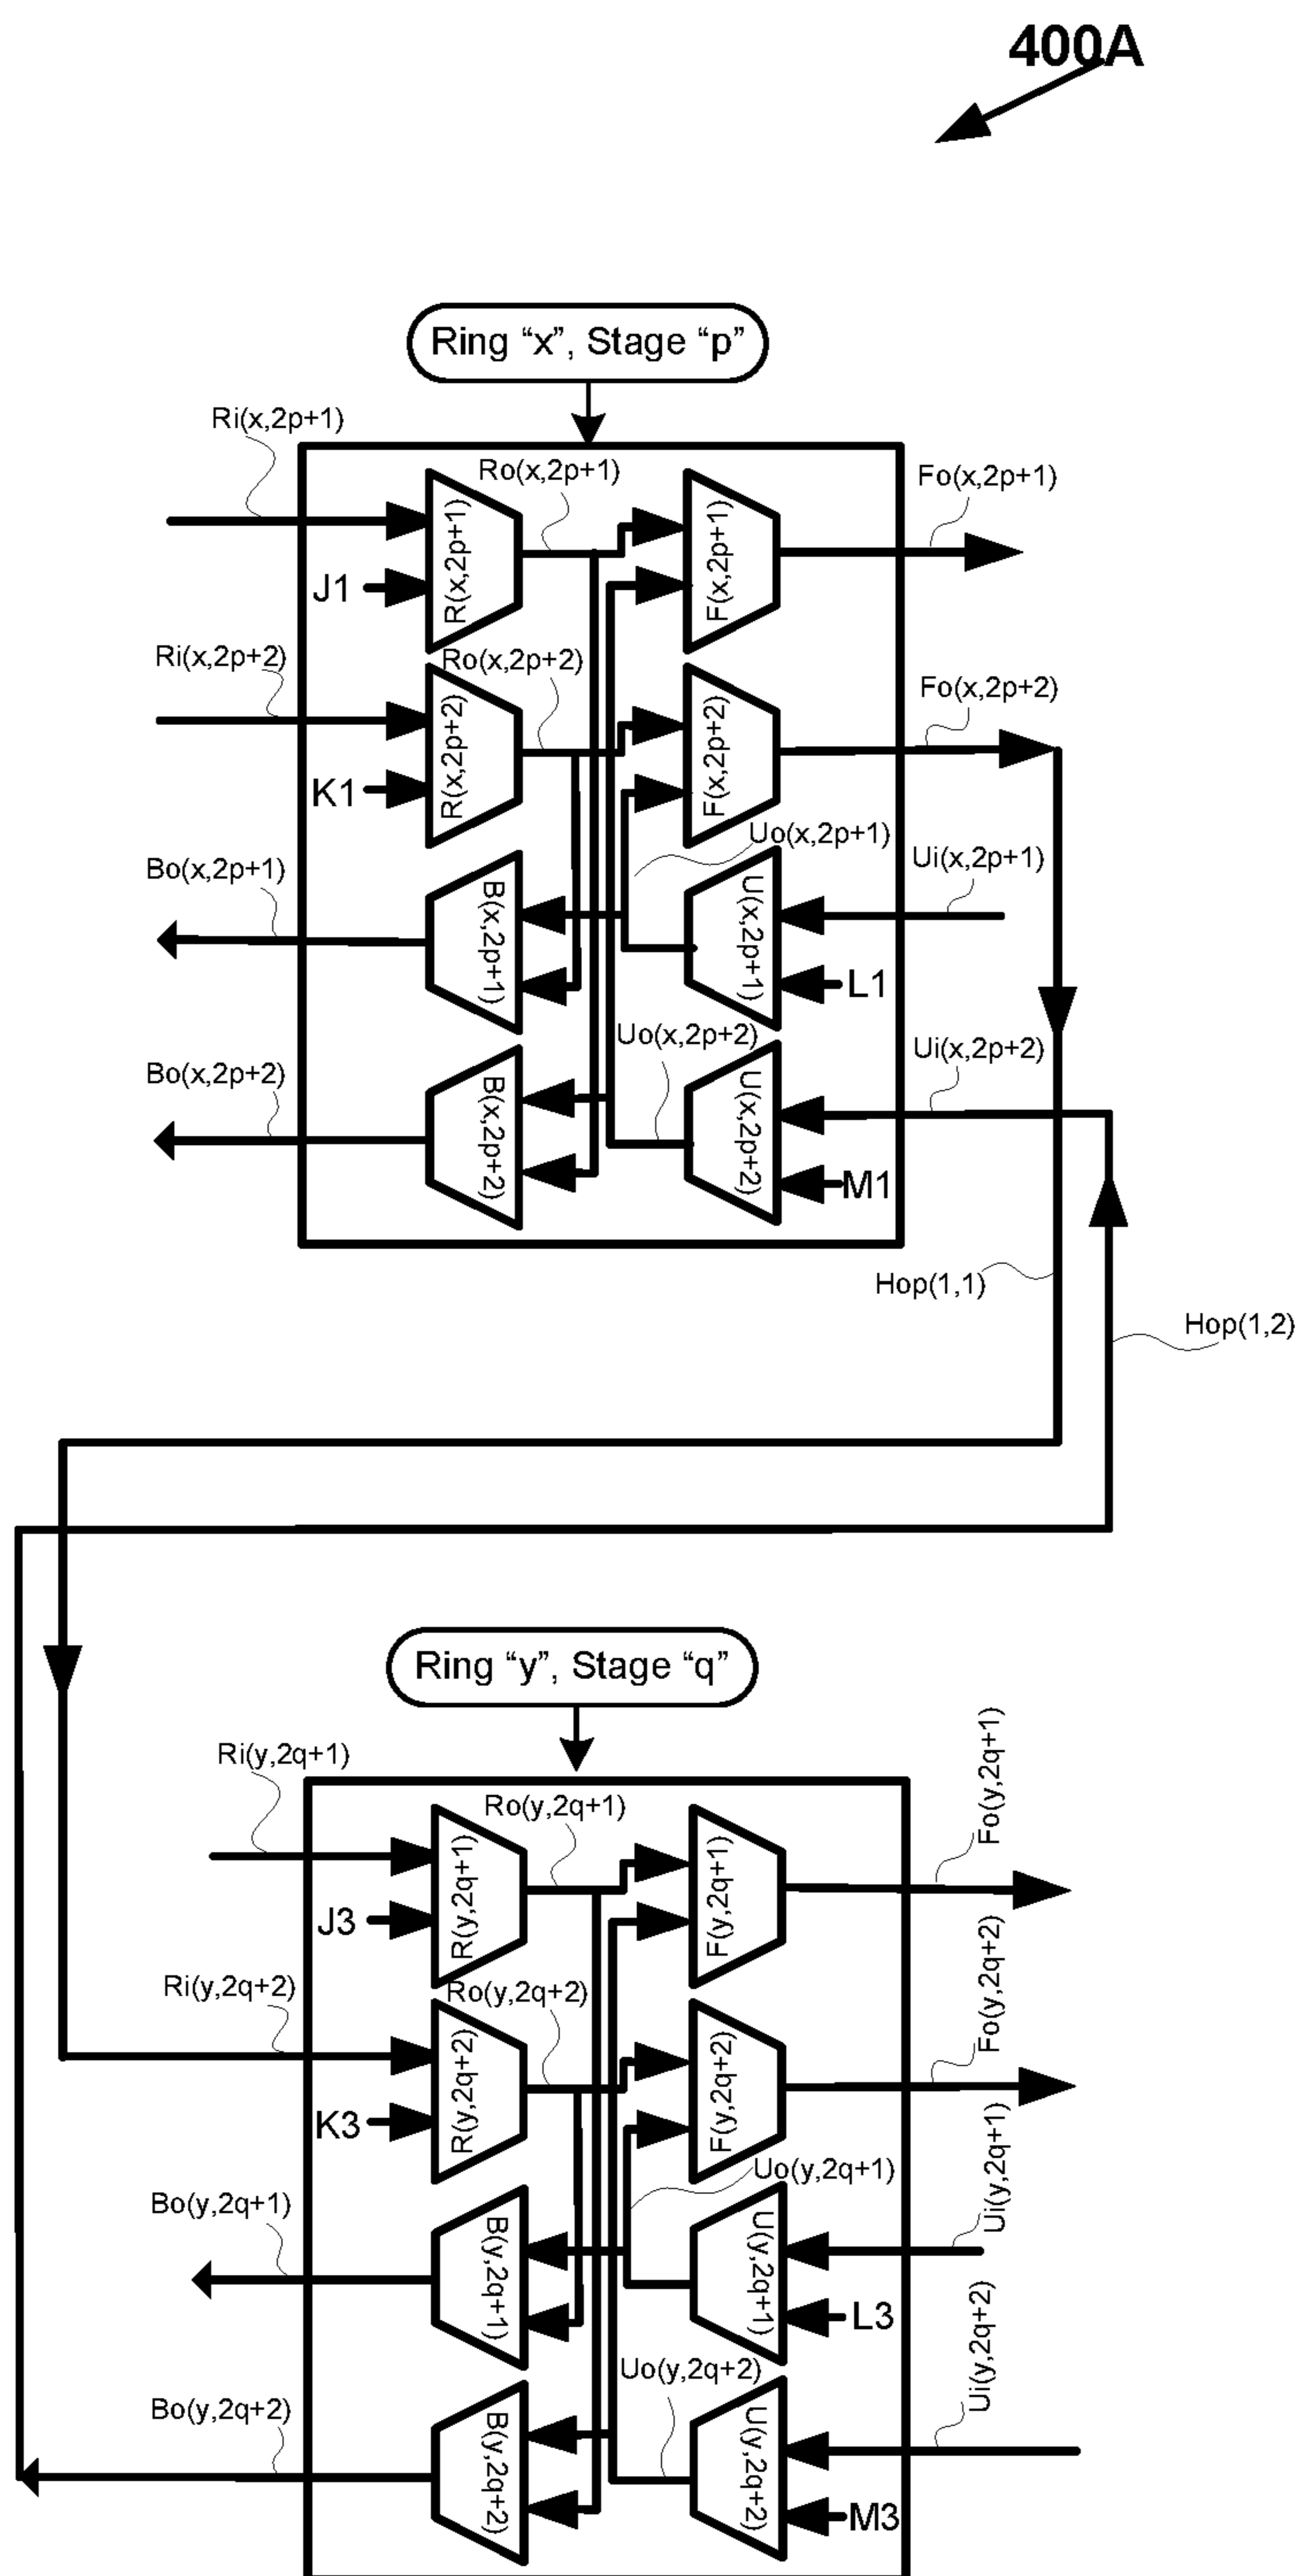 400A
Ring “x”, Stage “p”
Ri(x,2p+1)
Ro(x,2p+1)
Fo(x,2p+1)
R(x,2p+1)
F(x,2p+1)
J1
Ri(x,2p+2)
Ro(x,2p+2)
Fo(x,2p+2)
R(x,2p+2)
F(x,2p+2)
K1
Uo(x,2p+1)
Bo(x,2p+1)
Ui(x,2p+1)
B(x,2p+1)
U(x,2p+1)
L1
Uo(x,2p+2)
Ui(x,2p+2)
Bo(x,2p+2)
B(x,2p+2)
U(x,2p+2)
M1
Hop(1,1)
Hop(1,2)
Ring “y”, Stage “q”
Ri(y,2q+1)
Ro(y,2q+1)
Fo(y,2q+1)
R(y,2q+1)
F(y,2q+1)
J3
Ri(y,2q+2)
Ro(y,2q+2)
Fo(y,2q+2)
R(y,2q+2)
F(y,2q+2)
K3
Uo(y,2q+1)
Ui(y,2q+1)
Bo(y,2q+1)
B(y,2q+1)
U(y,2q+1)
L3
Uo(y,2q+2)
Ui(y,2q+2)
Bo(y,2q+2)
B(y,2q+2)
U(y,2q+2)
M3